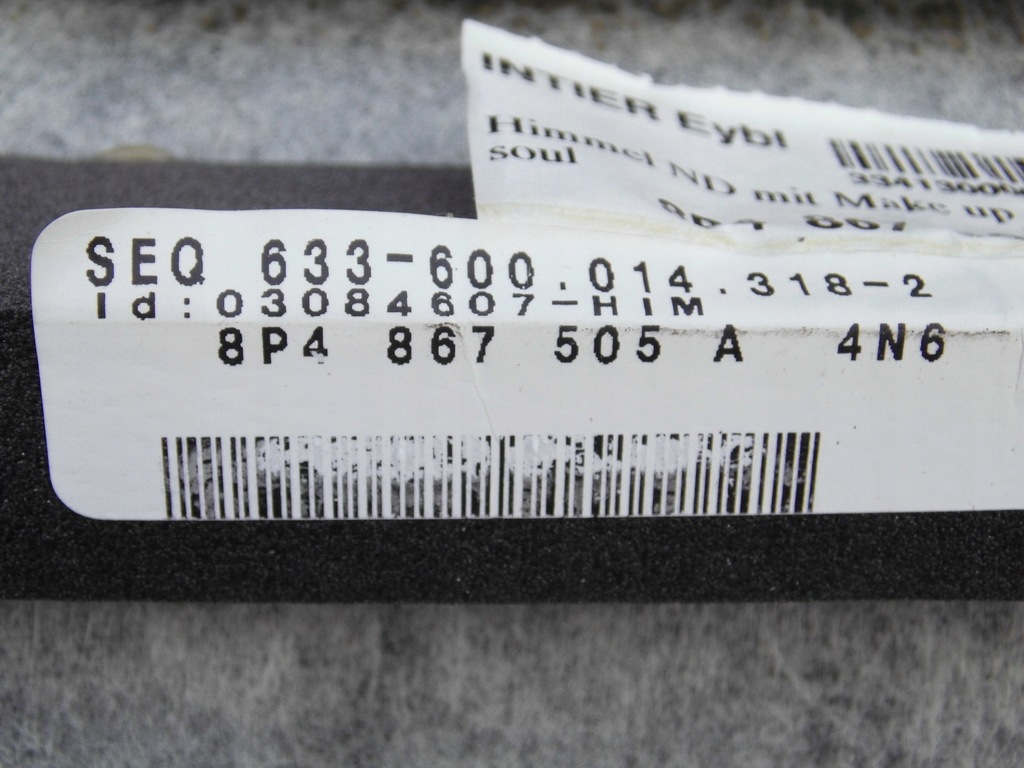 INTIER Eybl
Himmel ND mit Make up
soul
867
SEQ 633-600.014.318-2
Id:03084607-HIM
8P4 867 505 A 4N6